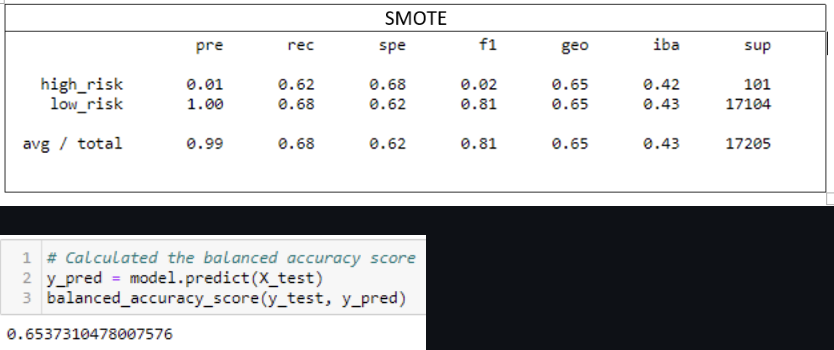 SMOTE
pre rec spe f1 geo iba sup
high_risk 0.01 0.62 0.68 0.02 0.65 0.42 101
low_risk 1.00 0.68 0.62 0.81 0.65 0.43 17104
avg / total 0.99 0.68 0.62 0.81 0.65 0.43 17205
1 # Calculated the balanced accuracy score
2 y_pred = model.predict(X_test)
3 balanced_accuracy_score(y_test, y_pred)
0.6537310478007576